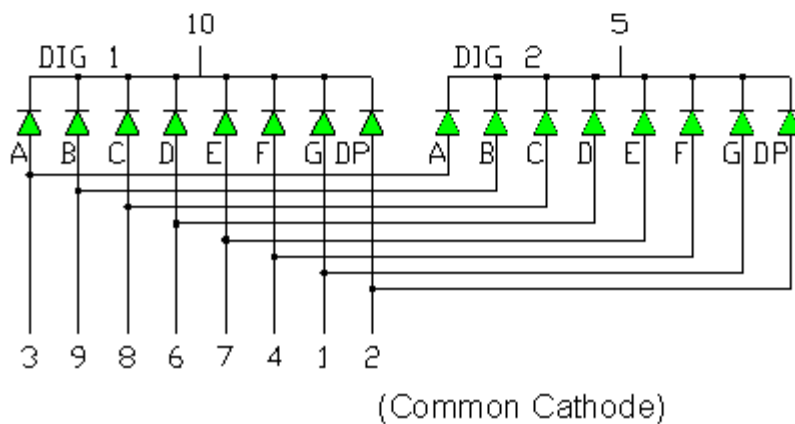 10 5
DIG 1 DIG 2
A B C D E F G DP A B C D E F G DP
3 9 8 6 7 4 1 2
(Common Cathode)